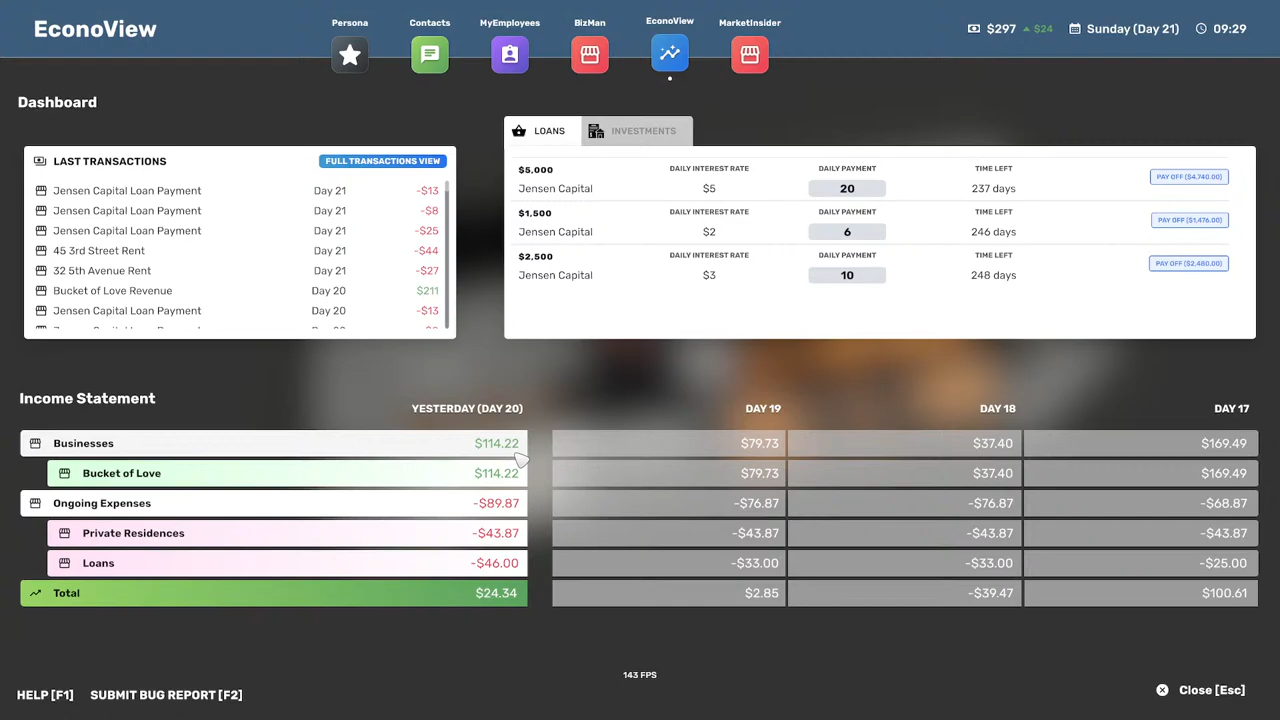 EconoView
Persona
Contacts
MyEmployees
BizMan
EconoView
MarketInsider
$297 ▲ $24
Sunday (Day 21)
09:29
Dashboard
LAST TRANSACTIONS
FULL TRANSACTIONS VIEW
Jensen Capital Loan Payment Day 21 -$13
Jensen Capital Loan Payment Day 21 -$8
Jensen Capital Loan Payment Day 21 -$25
45 3rd Street Rent Day 21 -$44
32 5th Avenue Rent Day 21 -$27
Bucket of Love Revenue Day 20 $211
Jensen Capital Loan Payment Day 20 -$13
LOANS
INVESTMENTS
$5,000 DAILY INTEREST RATE DAILY PAYMENT TIME LEFT
Jensen Capital $5 20 237 days
PAY OFF ($4,740.00)
$1,500 DAILY INTEREST RATE DAILY PAYMENT TIME LEFT
Jensen Capital $2 6 246 days
PAY OFF ($1,476.00)
$2,500 DAILY INTEREST RATE DAILY PAYMENT TIME LEFT
Jensen Capital $3 10 248 days
PAY OFF ($2,480.00)
Income Statement
YESTERDAY (DAY 20) DAY 19 DAY 18 DAY 17
Businesses $114.22 $79.73 $37.40 $169.49
Bucket of Love $114.22 $79.73 $37.40 $169.49
Ongoing Expenses -$89.87 -$76.87 -$76.87 -$68.87
Private Residences -$43.87 -$43.87 -$43.87 -$43.87
Loans -$46.00 -$33.00 -$33.00 -$25.00
Total $24.34 $2.85 -$39.47 $100.61
143 FPS
HELP [F1]
SUBMIT BUG REPORT [F2]
Close [Esc]